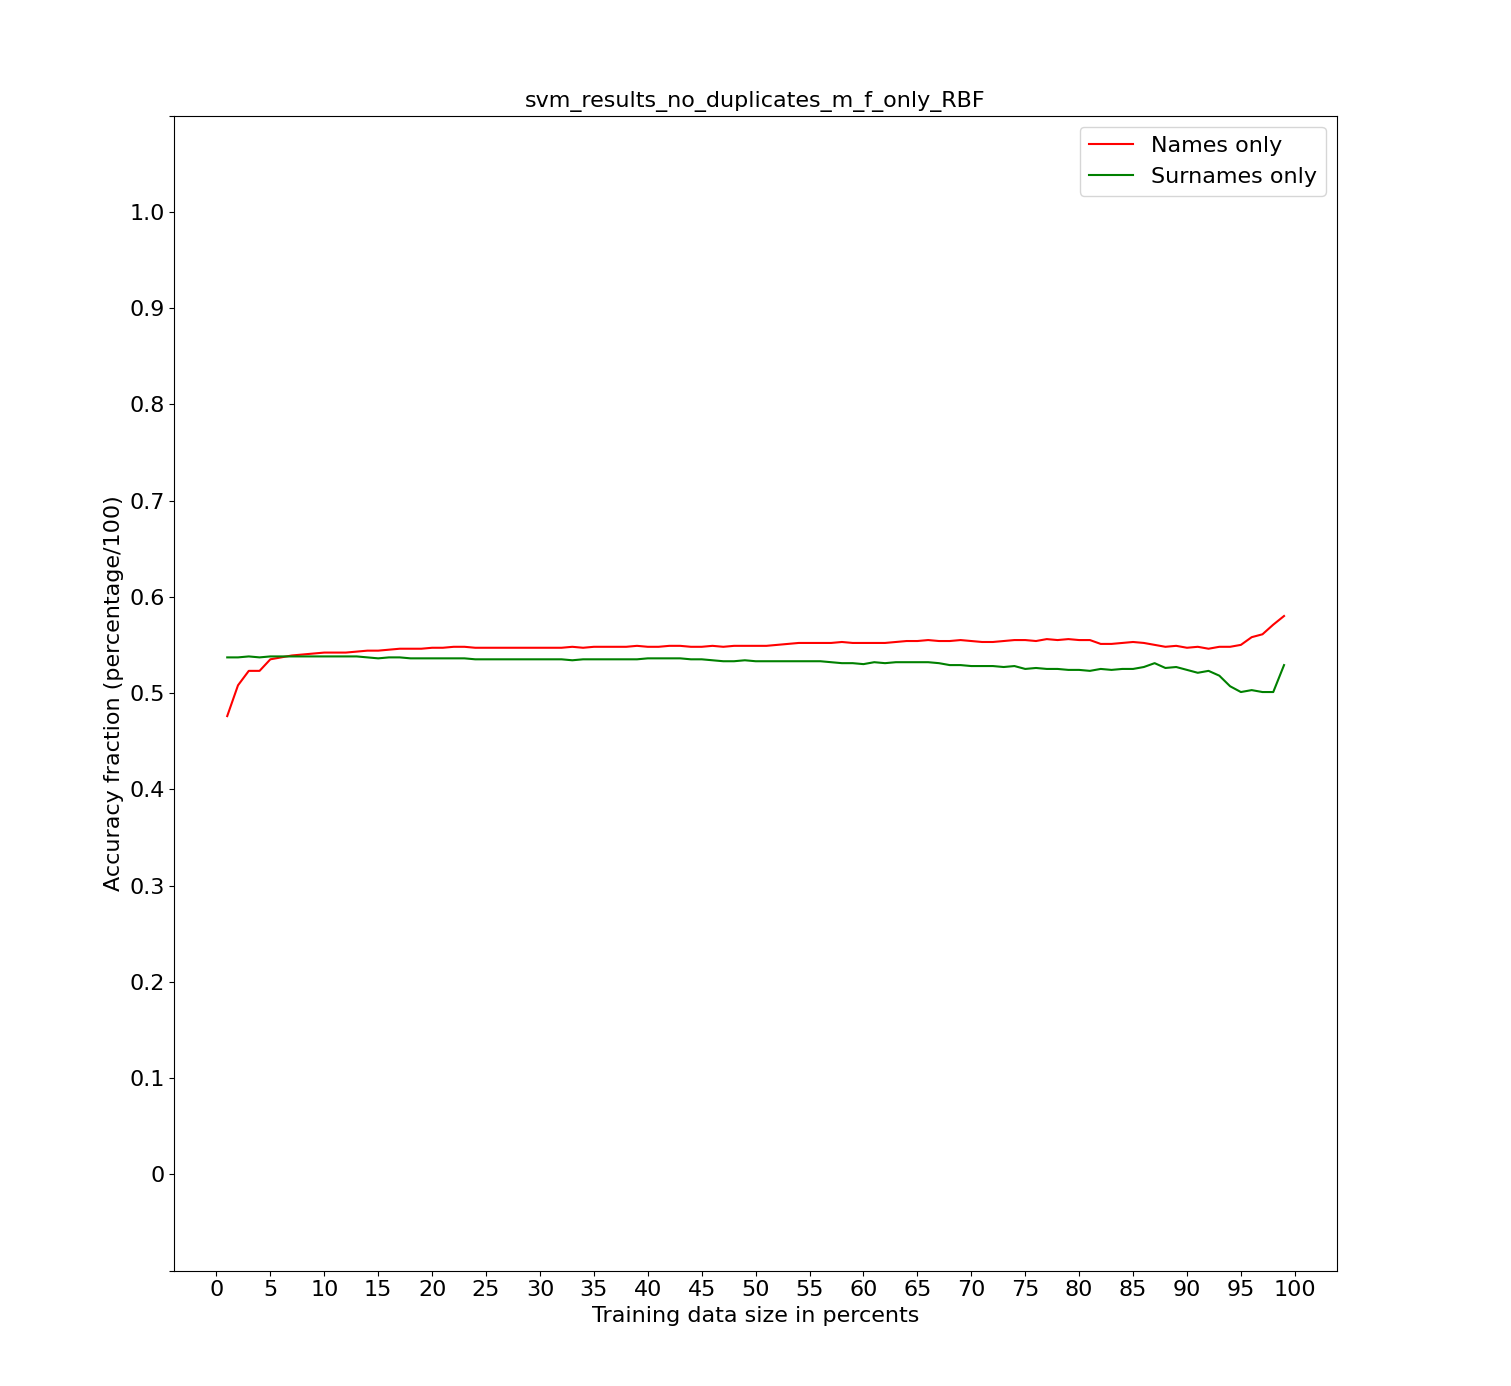 svm_results_no_duplicates_m_f_only_RBF
Names only
Surnames only
1.0
0.9
0.8
0.7
0.6
0.5
0.4
0.3
0.2
0.1
0
Accuracy fraction (percentage/100)
0 5 10 15 20 25 30 35 40 45 50 55 60 65 70 75 80 85 90 95 100
Training data size in percents